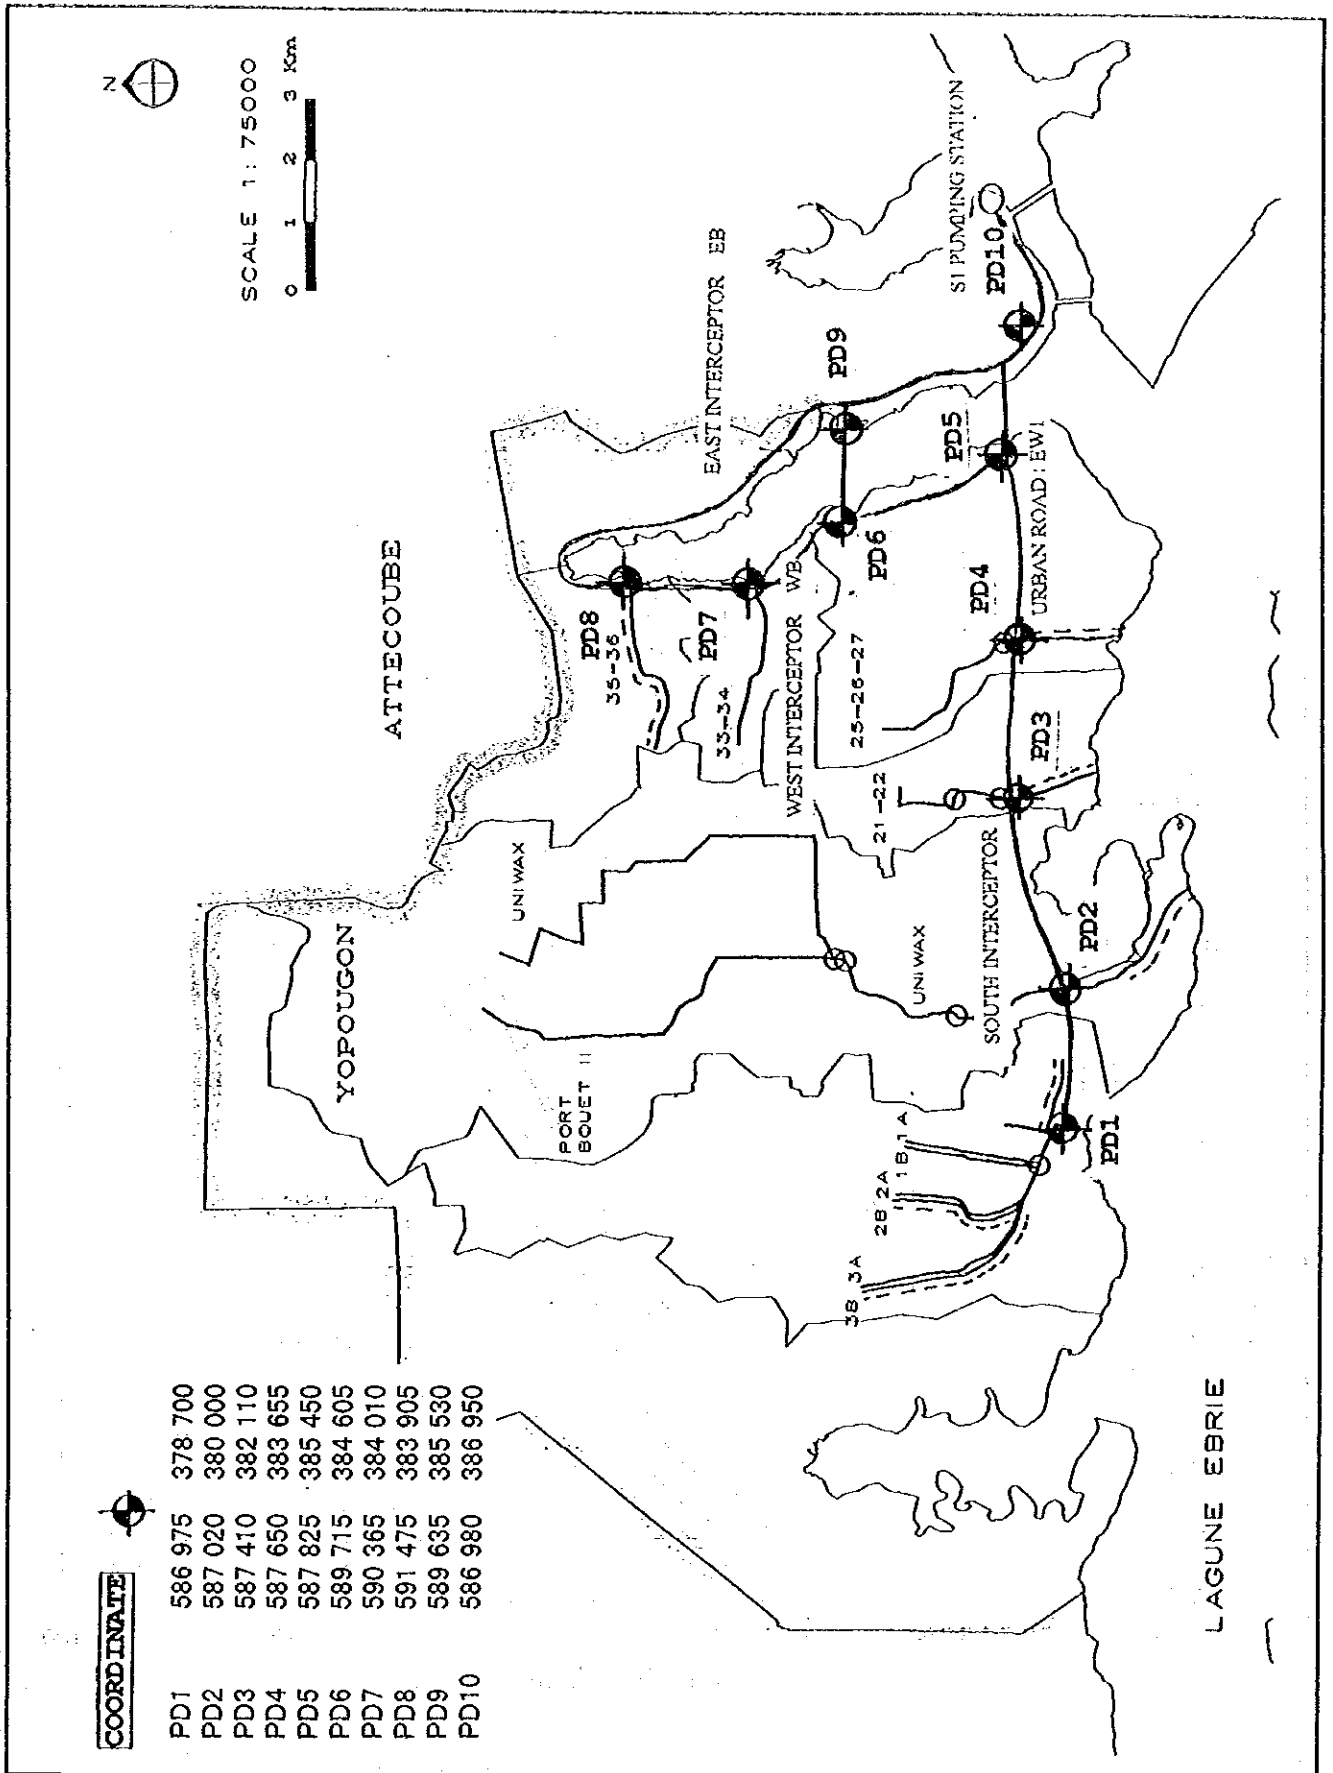 COORDINATE
PD1 586 975 378 700
PD2 587 020 380 000
PD3 587 410 382 110
PD4 587 650 383 655
PD5 587 825 385 450
PD6 589 715 384 605
PD7 590 365 384 010
PD8 591 475 383 905
PD9 589 635 385 530
PD10 586 980 386 950
N
SCALE 1 : 75000
0 1 2 3 Km
ATTECOUBE
YOPOUGON
UNIWAX
PORT
BOUET II
EAST INTERCEPTOR EB
PD8
35-36
PD7
33-34
WEST INTERCEPTOR WB
PD9
PD6
25-26-27
21-22
UNIWAX
S1 PUMPING STATION
PD10
PD5
PD4
URBAN ROAD : EW1
PD3
SOUTH INTERCEPTOR
PD2
PD1
3B 3A
2B 2A
1B 1A
LAGUNE EBRIE